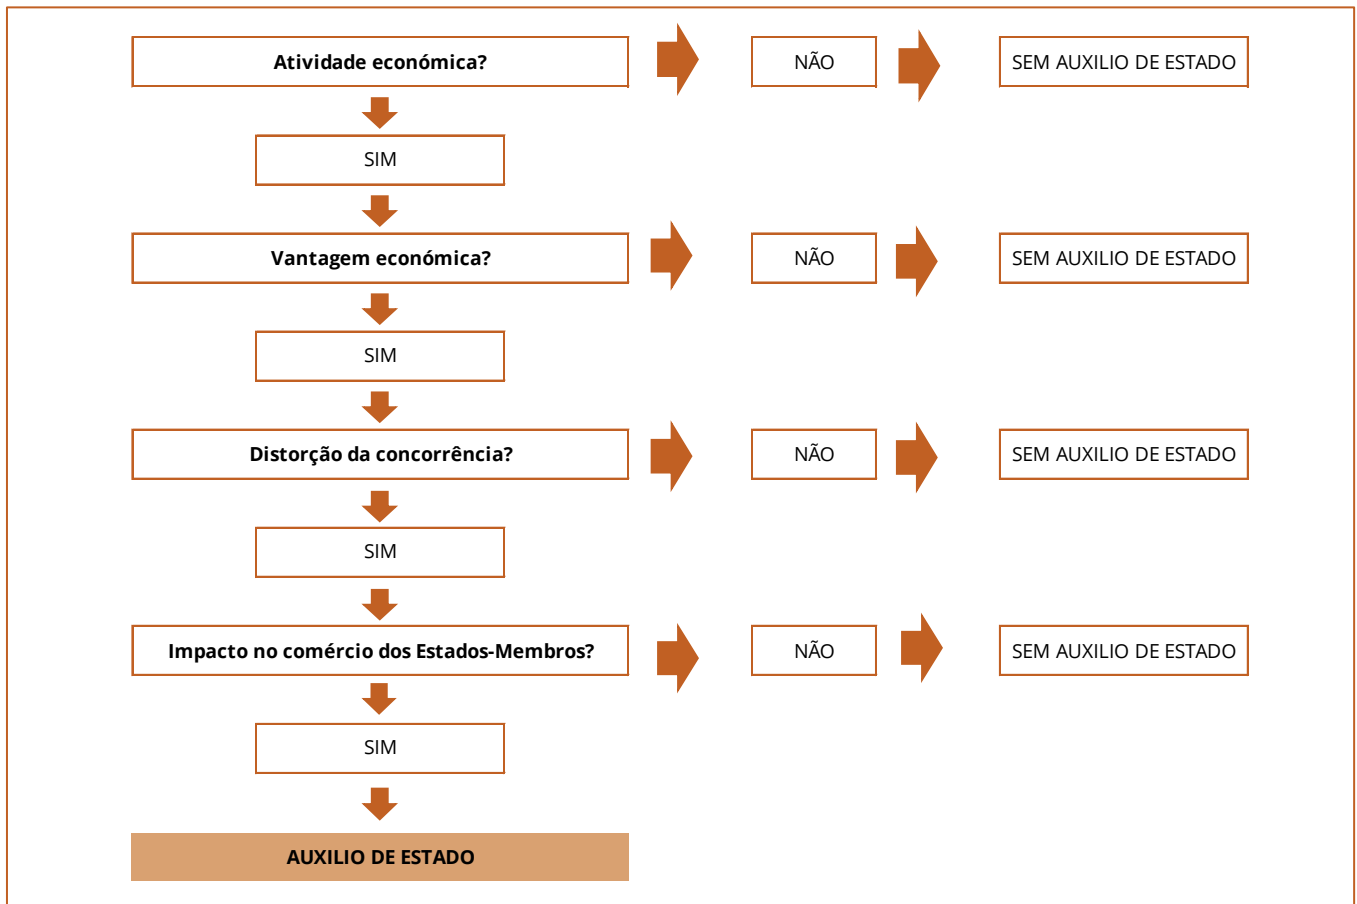 Atividade económica?
NÃO
SEM AUXILIO DE ESTADO
SIM
Vantagem económica?
NÃO
SEM AUXILIO DE ESTADO
SIM
Distorção da concorrência?
NÃO
SEM AUXILIO DE ESTADO
SIM
Impacto no comércio dos Estados-Membros?
NÃO
SEM AUXILIO DE ESTADO
SIM
AUXILIO DE ESTADO